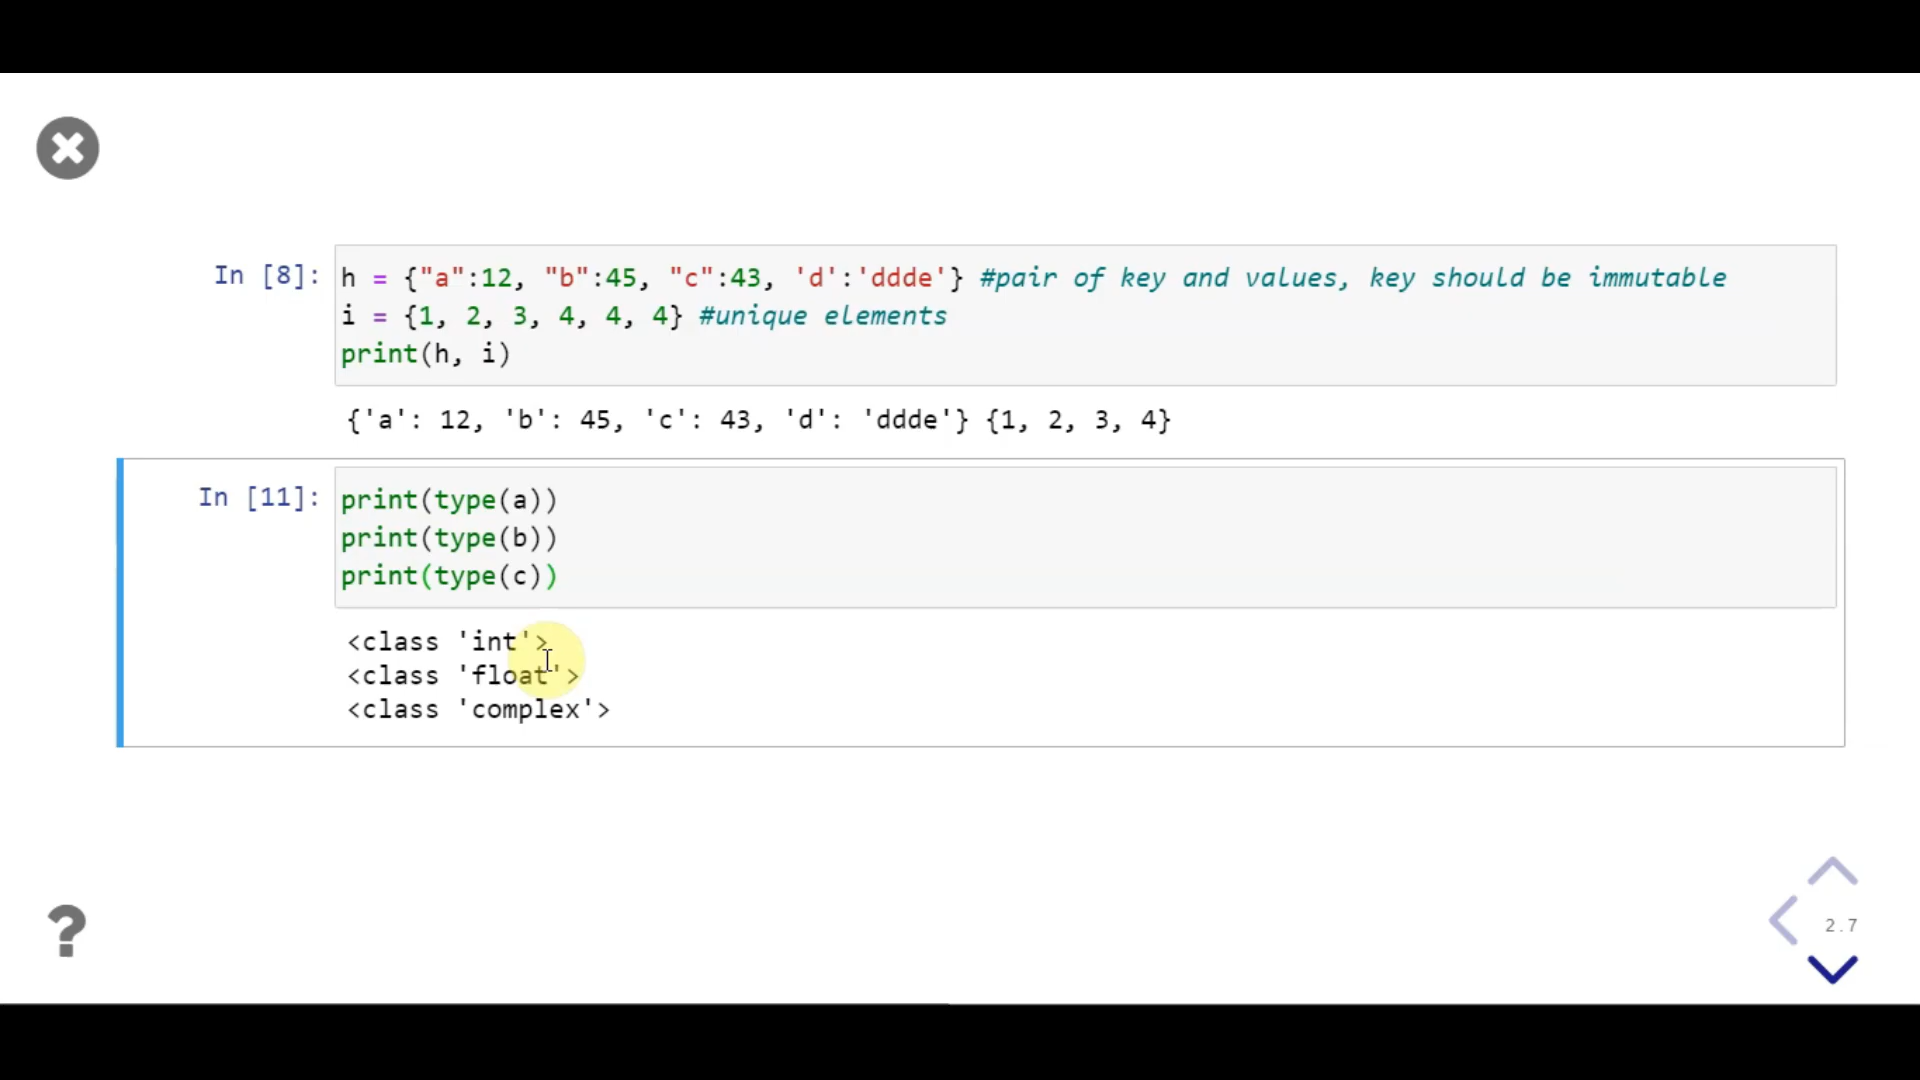 In [8]: h = {"a":12, "b":45, "c":43, 'd':'ddde'} #pair of key and values, key should be immutable
i = {1, 2, 3, 4, 4, 4} #unique elements
print(h, i)
{'a': 12, 'b': 45, 'c': 43, 'd': 'ddde'} {1, 2, 3, 4}
In [11]: print(type(a))
print(type(b))
print(type(c))
<class 'int'>
<class 'float'>
<class 'complex'>
?
2.7